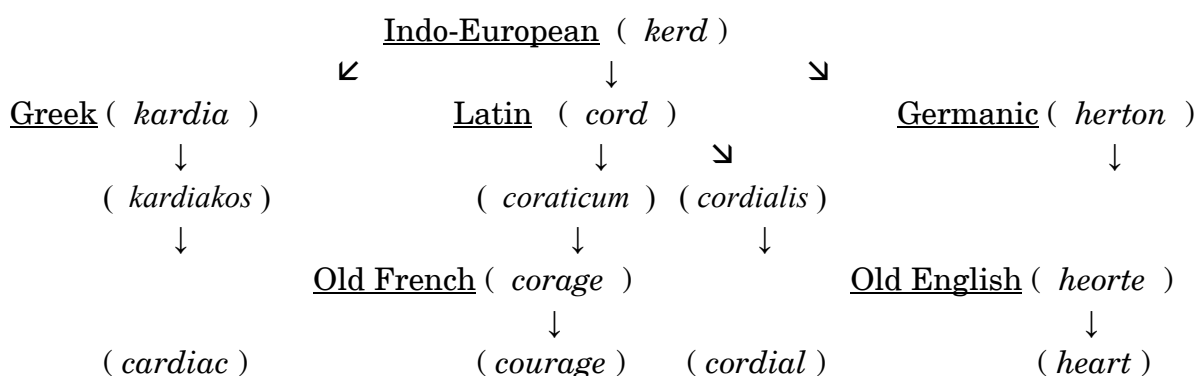 Indo-European ( kerd )
↙ ↓ ↘
Greek ( kardia ) Latin ( cord ) Germanic ( herton )
↓ ↓ ↘ ↓
( kardiakos ) ( coraticum ) ( cordialis )
↓ ↓ ↓
Old French ( corage ) Old English ( heorte )
↓ ↓
( cardiac ) ( courage ) ( cordial ) ( heart )